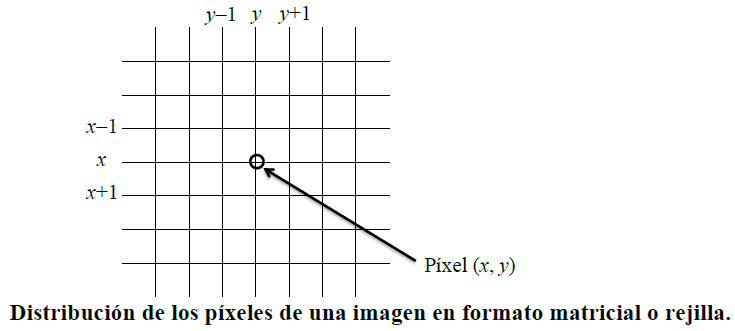 y−1 y y+1
x−1
x
x+1
Píxel (x, y)
Distribución de los píxeles de una imagen en formato matricial o rejilla.